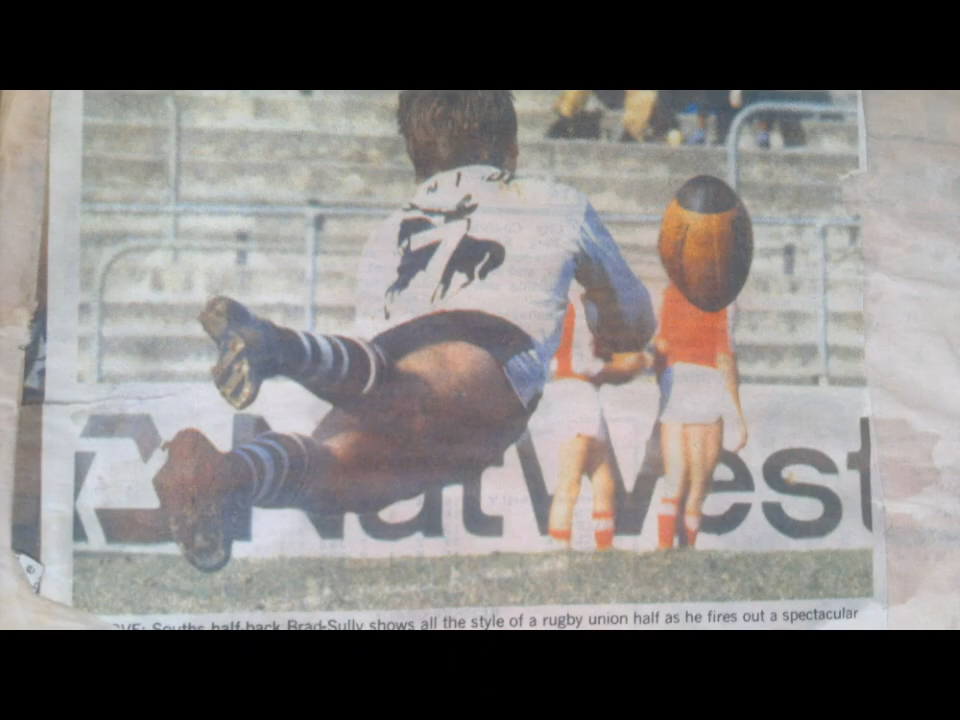 7
NatWest
Souths half-back Brad-Sully shows all the style of a rugby union half as he fires out a spectacular